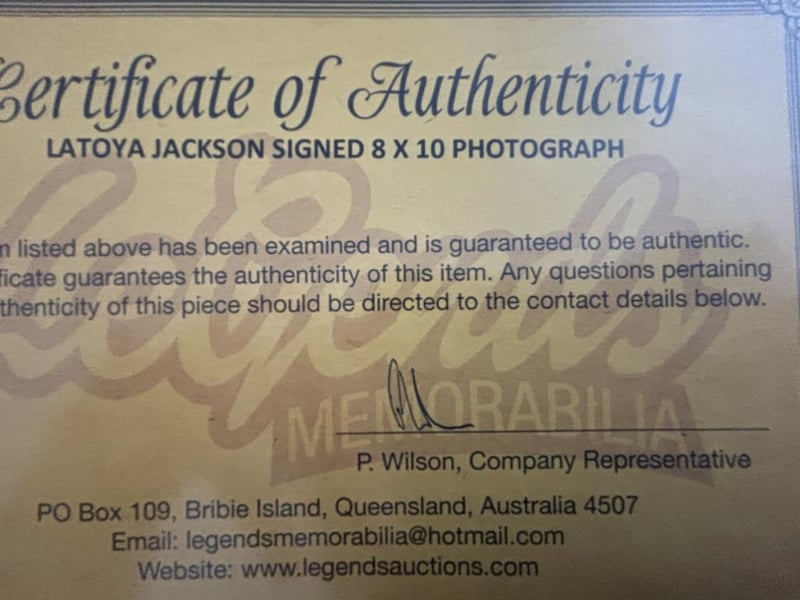 Certificate of Authenticity
LATOYA JACKSON SIGNED 8 X 10 PHOTOGRAPH
listed above has been examined and is guaranteed to be authentic.
guarantees the authenticity of this item. Any questions pertaining
of this piece should be directed to the contact details below.
Legends
MEMORABILIA
P. Wilson, Company Representative
PO Box 109, Bribie Island, Queensland, Australia 4507
Email: legendsmemorabilia@hotmail.com
Website: www.legendsauctions.com